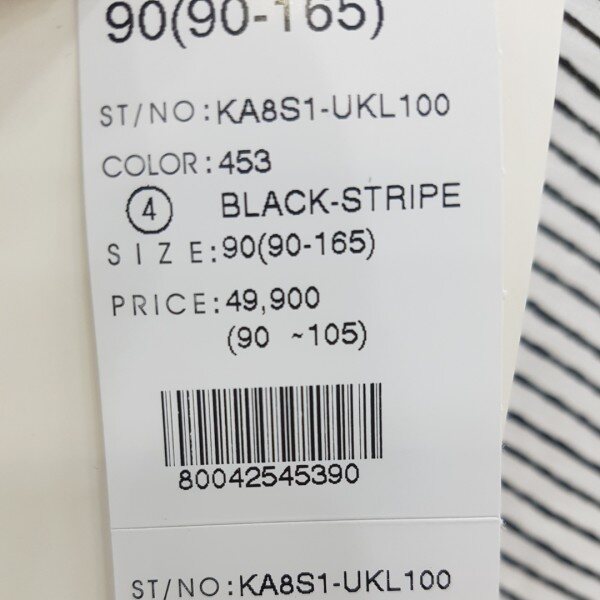 90(90-165)
ST/NO:KA8S1-UKL100
COLOR:453
④ BLACK-STRIPE
SIZE:90(90-165)
PRICE:49,900
(90 ~105)
80042545390
ST/NO:KA8S1-UKL100